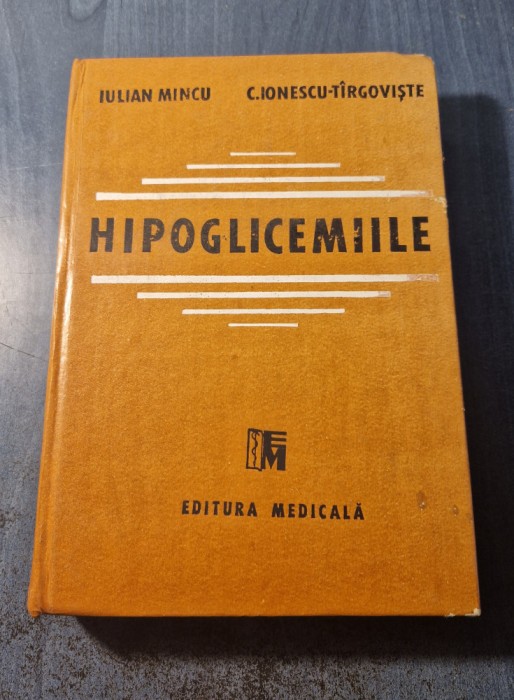 IULIAN MINCU C.IONESCU-TÎRGOVIȘTE
HIPOGLICEMIILE
EM
EDITURA MEDICALĂ